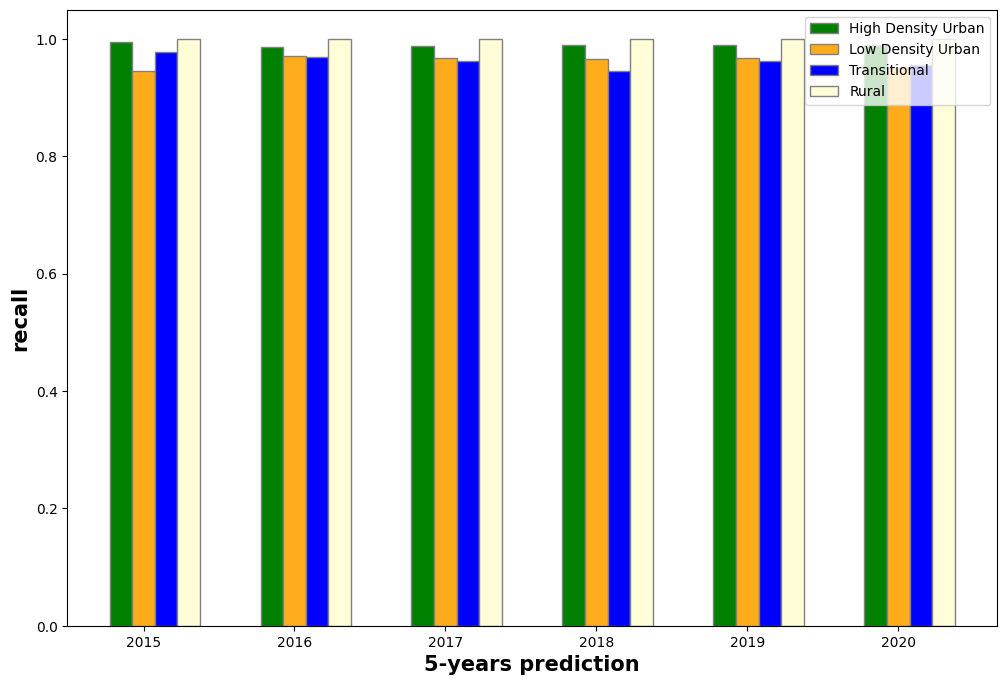 High Density Urban
Low Density Urban
Transitional
Rural
1.0
0.8
0.6
0.4
0.2
0.0
recall
2015 2016 2017 2018 2019 2020
5-years prediction